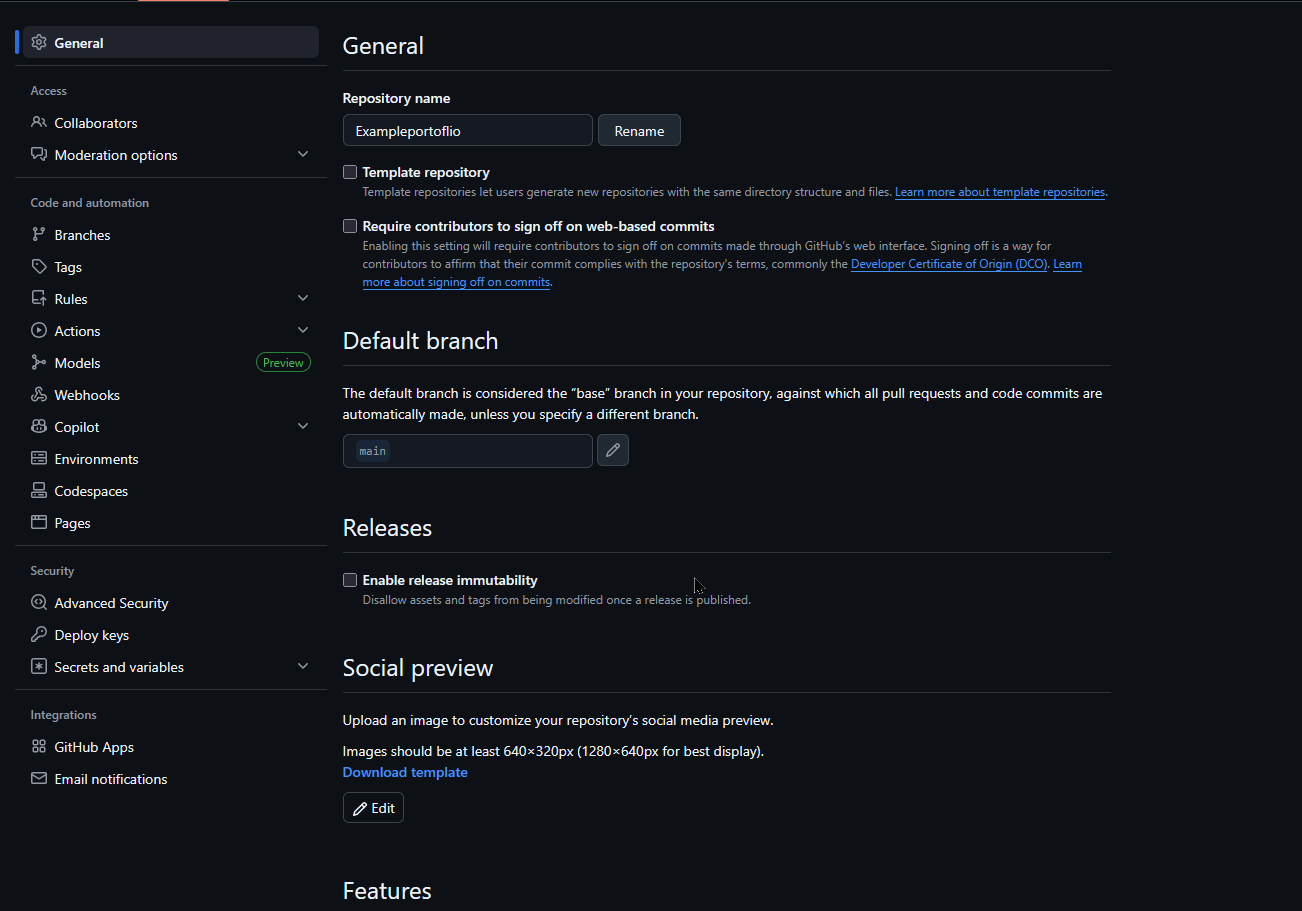 General
Access
Collaborators
Moderation options
Code and automation
Branches
Tags
Rules
Actions
Models
Preview
Webhooks
Copilot
Environments
Codespaces
Pages
Security
Advanced Security
Deploy keys
Secrets and variables
Integrations
GitHub Apps
Email notifications
General
Repository name
Exampleportoflio
Rename
Template repository
Template repositories let users generate new repositories with the same directory structure and files. Learn more about template repositories.
Require contributors to sign off on web-based commits
Enabling this setting will require contributors to sign off on commits made through GitHub's web interface. Signing off is a way for
contributors to affirm that their commit complies with the repository's terms, commonly the Developer Certificate of Origin (DCO). Learn
more about signing off on commits.
Default branch
The default branch is considered the “base” branch in your repository, against which all pull requests and code commits are
automatically made, unless you specify a different branch.
main
Releases
Enable release immutability
Disallow assets and tags from being modified once a release is published.
Social preview
Upload an image to customize your repository's social media preview.
Images should be at least 640×320px (1280×640px for best display).
Download template
Edit
Features